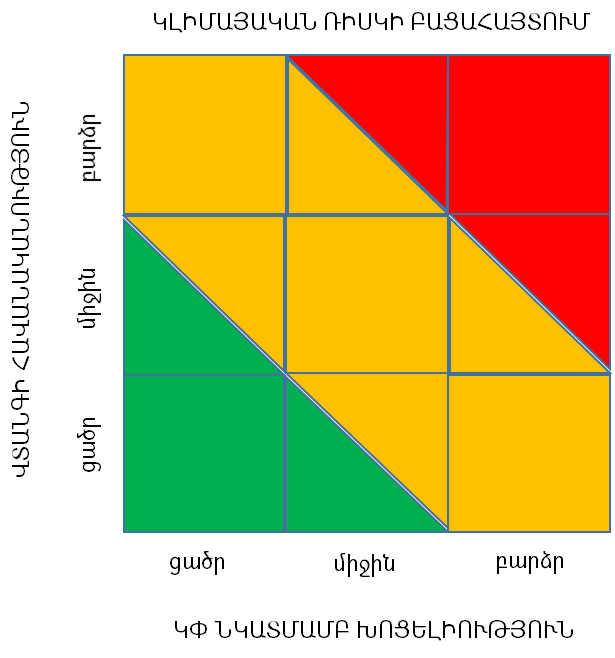 ԿԼԻՄԱՅԱԿԱՆ ՌԻՍԿԻ ԲԱՑԱՀԱՅՏՈՒՄ
ՎՏԱՆԳԻ ՀԱՎԱՆԱԿԱՆՈՒԹՅՈՒՆ
բարձր
միջին
ցածր
ցածր
միջին
բարձր
ԿՓ ՆԿԱՏՄԱՄԲ ԽՈՑԵԼԻՈՒԹՅՈՒՆ